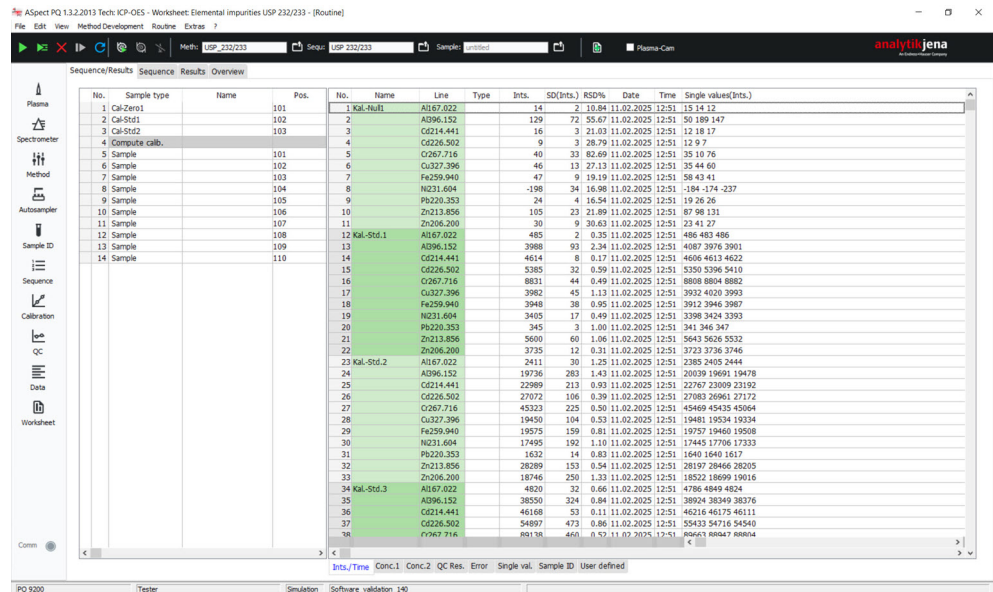 ASpect PQ 1.3.2.2013 Tech: ICP-OES - Worksheet: Elemental impurities USP 232/233 - [Routine]
File Edit View Method Development Routine Extras ?
Meth: USP_232/233 Sequ: USP 232/233 Sample: untitled Plasma-Cam
analytikjena
An Endress+Hauser Company
Sequence/Results Sequence Results Overview
Plasma
Spectrometer
Method
Autosampler
Sample ID
Sequence
Calibration
QC
Data
Worksheet
Comm
No. Sample type Name Pos.
1 Cal-Zero1 101
2 Cal-Std1 102
3 Cal-Std2 103
4 Compute calib.
5 Sample 101
6 Sample 102
7 Sample 103
8 Sample 104
9 Sample 105
10 Sample 106
11 Sample 107
12 Sample 108
13 Sample 109
14 Sample 110
No. Name Line Type Ints. SD(Ints.) RSD% Date Time Single values(Ints.)
1 Kal.-Null1 Al167.022 14 2 10.84 11.02.2025 12:51 15 14 12
2 Al396.152 129 72 55.67 11.02.2025 12:51 50 189 147
3 Cd214.441 16 3 21.03 11.02.2025 12:51 12 18 17
4 Cd226.502 9 3 28.79 11.02.2025 12:51 12 9 7
5 Cr267.716 40 33 82.69 11.02.2025 12:51 35 10 76
6 Cu327.396 46 13 27.13 11.02.2025 12:51 35 44 60
7 Fe259.940 47 9 19.19 11.02.2025 12:51 58 43 41
8 Ni231.604 -198 34 16.98 11.02.2025 12:51 -184 -174 -237
9 Pb220.353 24 4 16.54 11.02.2025 12:51 19 26 26
10 Zn213.856 105 23 21.89 11.02.2025 12:51 87 98 131
11 Zn206.200 30 9 30.63 11.02.2025 12:51 23 41 27
12 Kal.-Std.1 Al167.022 485 2 0.35 11.02.2025 12:51 486 483 486
13 Al396.152 3988 93 2.34 11.02.2025 12:51 4087 3976 3901
14 Cd214.441 4614 8 0.17 11.02.2025 12:51 4606 4613 4622
15 Cd226.502 5385 32 0.59 11.02.2025 12:51 5350 5396 5410
16 Cr267.716 8831 44 0.49 11.02.2025 12:51 8808 8804 8882
17 Cu327.396 3982 45 1.13 11.02.2025 12:51 3932 4020 3993
18 Fe259.940 3948 38 0.95 11.02.2025 12:51 3912 3946 3987
19 Ni231.604 3405 17 0.49 11.02.2025 12:51 3398 3424 3393
20 Pb220.353 345 3 1.00 11.02.2025 12:51 341 346 347
21 Zn213.856 5600 60 1.06 11.02.2025 12:51 5643 5626 5532
22 Zn206.200 3735 12 0.31 11.02.2025 12:51 3723 3736 3746
23 Kal.-Std.2 Al167.022 2411 30 1.25 11.02.2025 12:51 2385 2405 2444
24 Al396.152 19736 283 1.43 11.02.2025 12:51 20039 19691 19478
25 Cd214.441 22989 213 0.93 11.02.2025 12:51 22767 23009 23192
26 Cd226.502 27072 106 0.39 11.02.2025 12:51 27083 26961 27172
27 Cr267.716 45323 225 0.50 11.02.2025 12:51 45469 45435 45064
28 Cu327.396 19450 104 0.53 11.02.2025 12:51 19481 19534 19334
29 Fe259.940 19575 159 0.81 11.02.2025 12:51 19757 19460 19508
30 Ni231.604 17495 192 1.10 11.02.2025 12:51 17445 17706 17333
31 Pb220.353 1632 14 0.83 11.02.2025 12:51 1640 1640 1617
32 Zn213.856 28289 153 0.54 11.02.2025 12:51 28197 28466 28205
33 Zn206.200 18746 250 1.33 11.02.2025 12:51 18522 18699 19016
34 Kal.-Std.3 Al167.022 4820 32 0.66 11.02.2025 12:51 4786 4849 4824
35 Al396.152 38550 324 0.84 11.02.2025 12:51 38924 38349 38376
36 Cd214.441 46168 53 0.11 11.02.2025 12:51 46216 46175 46111
37 Cd226.502 54897 473 0.86 11.02.2025 12:51 55433 54716 54540
38 Cr267.716 89138 460 0.52 11.02.2025 12:51 89663 88947 88804
Ints./Time Conc.1 Conc.2 QC Res. Error Single val. Sample ID User defined
PQ 9200 Tester Simulation Software_validation_140